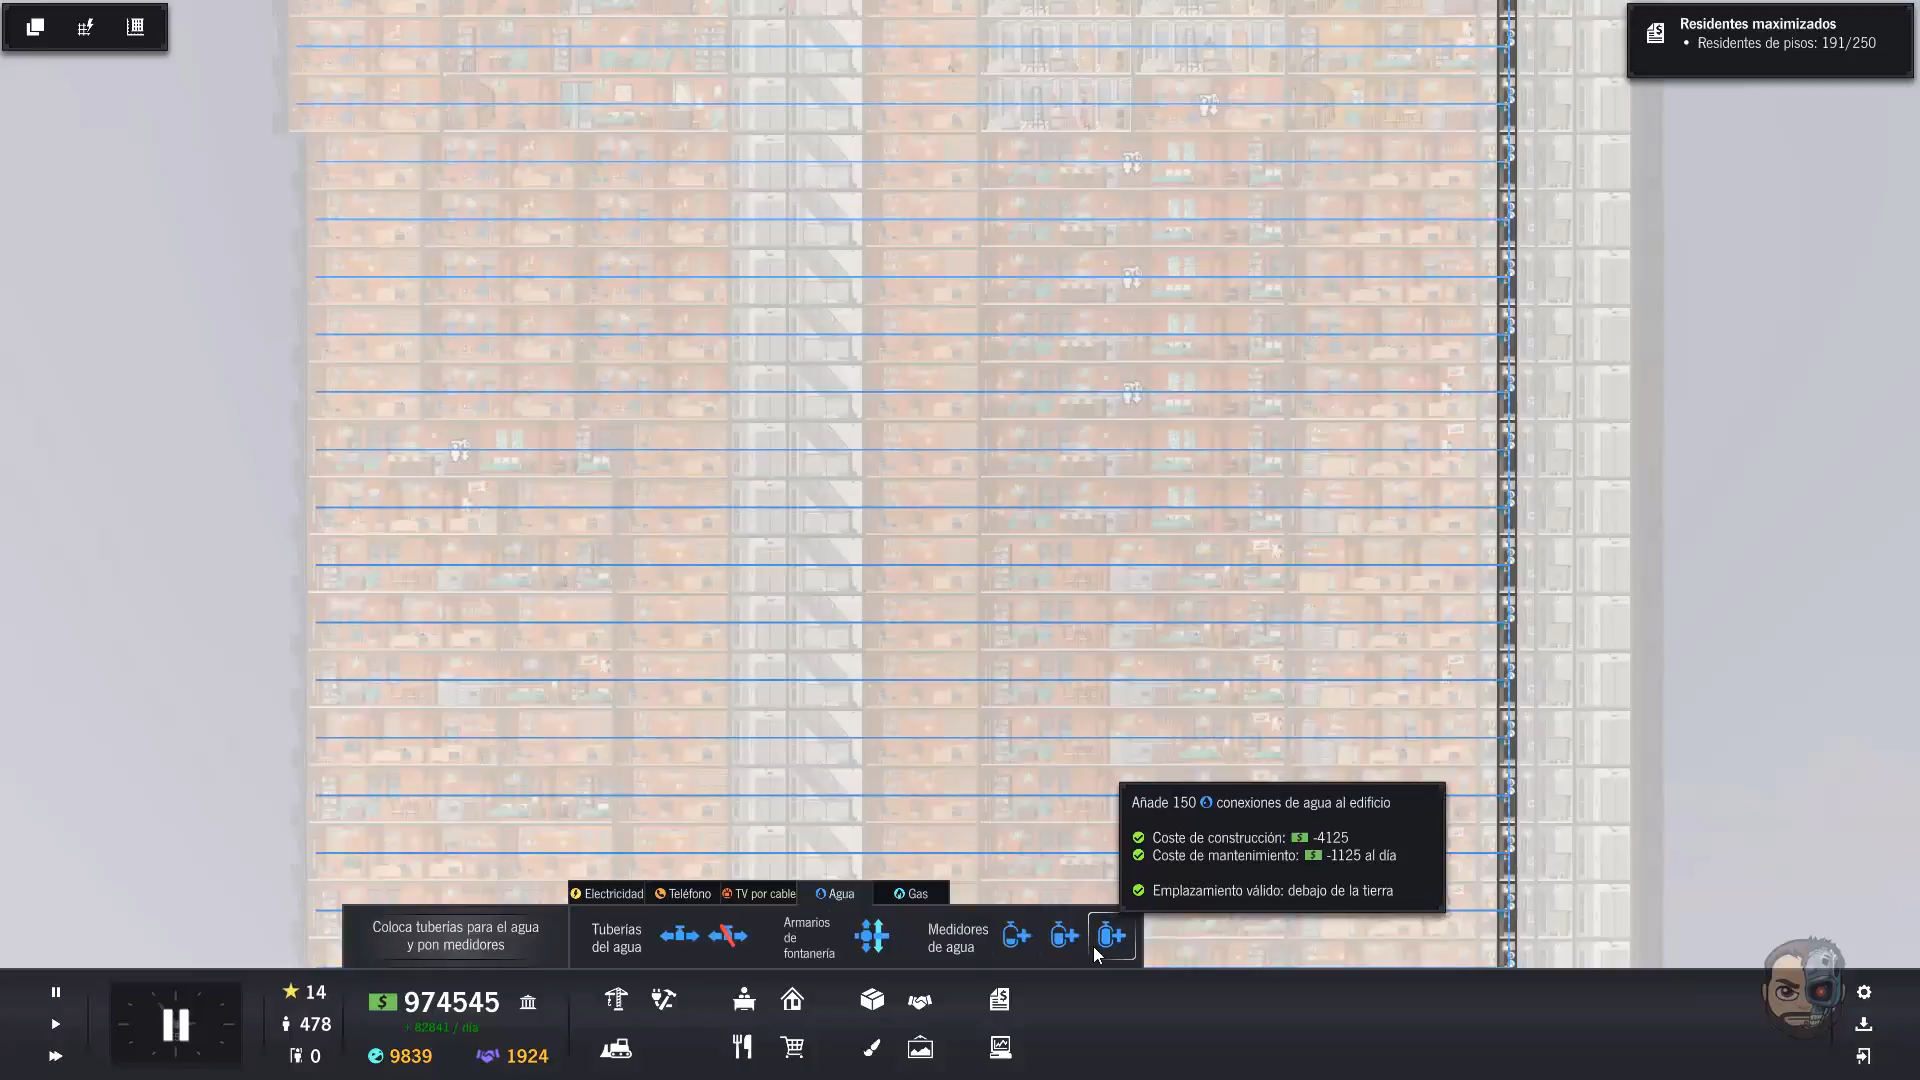 Residentes maximizados
• Residentes de pisos: 191/250
Añade 150 conexiones de agua al edificio
Coste de construcción: $ -4125
Coste de mantenimiento: $ -1125 al día
Emplazamiento válido: debajo de la tierra
Electricidad
Teléfono
TV por cable
Agua
Gas
Coloca tuberías para el agua
y pon medidores
Tuberías
del agua
Armarios
de
fontanería
Medidores
de agua
14
478
0
$ 974545
+ 82841 / día
9839
1924